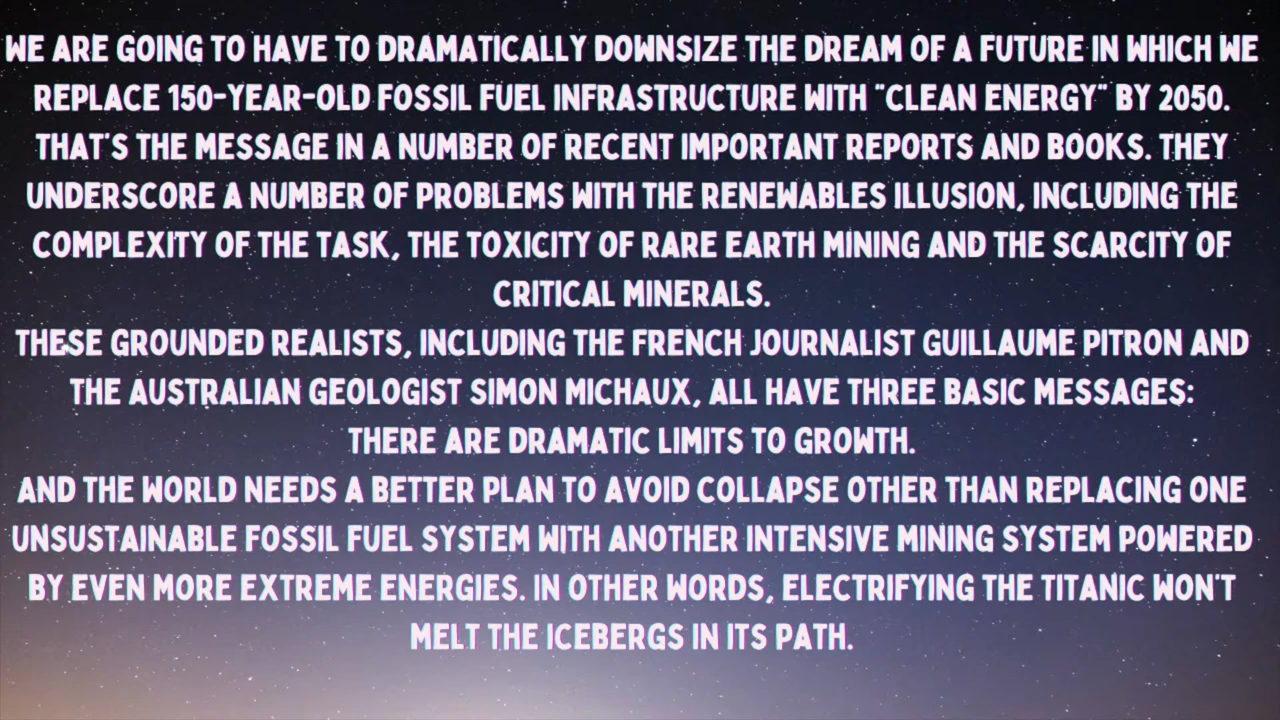 WE ARE GOING TO HAVE TO DRAMATICALLY DOWNSIZE THE DREAM OF A FUTURE IN WHICH WE
REPLACE 150-YEAR-OLD FOSSIL FUEL INFRASTRUCTURE WITH "CLEAN ENERGY" BY 2050.
THAT'S THE MESSAGE IN A NUMBER OF RECENT IMPORTANT REPORTS AND BOOKS. THEY
UNDERSCORE A NUMBER OF PROBLEMS WITH THE RENEWABLES ILLUSION, INCLUDING THE
COMPLEXITY OF THE TASK, THE TOXICITY OF RARE EARTH MINING AND THE SCARCITY OF
CRITICAL MINERALS.
THESE GROUNDED REALISTS, INCLUDING THE FRENCH JOURNALIST GUILLAUME PITRON AND
THE AUSTRALIAN GEOLOGIST SIMON MICHAUX, ALL HAVE THREE BASIC MESSAGES:
THERE ARE DRAMATIC LIMITS TO GROWTH.
AND THE WORLD NEEDS A BETTER PLAN TO AVOID COLLAPSE OTHER THAN REPLACING ONE
UNSUSTAINABLE FOSSIL FUEL SYSTEM WITH ANOTHER INTENSIVE MINING SYSTEM POWERED
BY EVEN MORE EXTREME ENERGIES. IN OTHER WORDS, ELECTRIFYING THE TITANIC WON'T
MELT THE ICEBERGS IN ITS PATH.